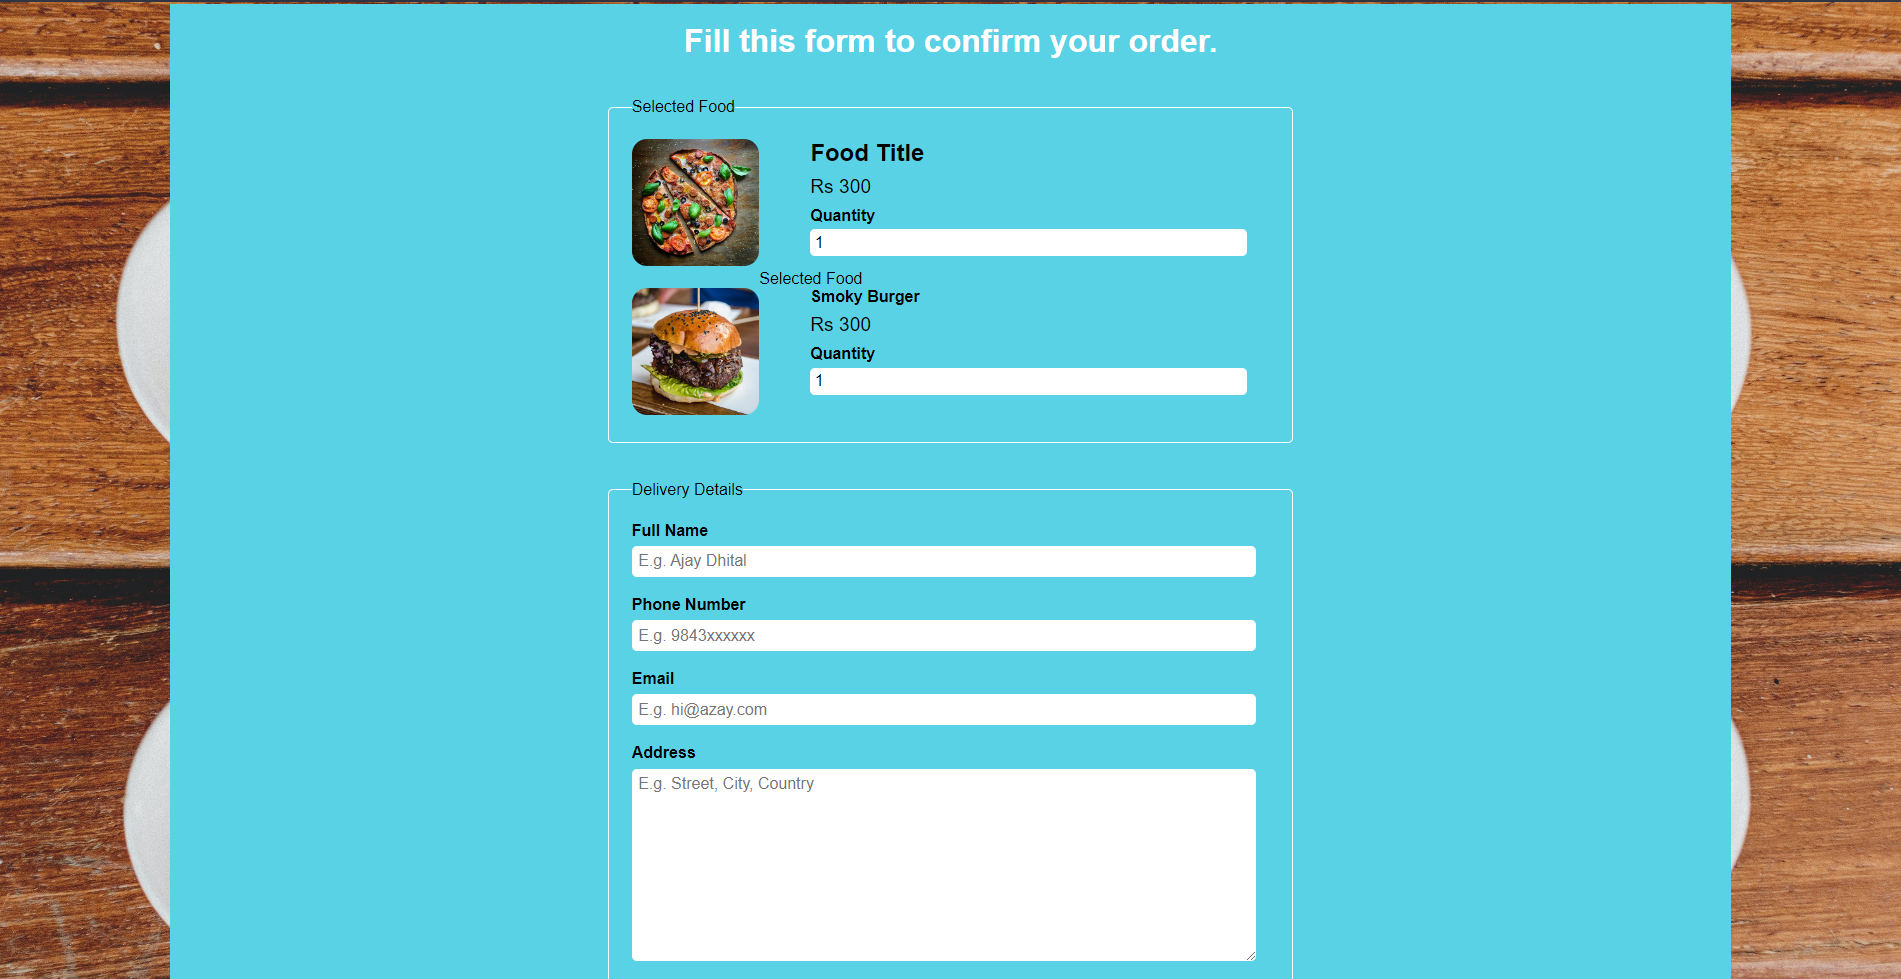 Fill this form to confirm your order.
Selected Food
Food Title
Rs 300
Quantity
1
Selected Food
Smoky Burger
Rs 300
Quantity
1
Delivery Details
Full Name
E.g. Ajay Dhital
Phone Number
E.g. 9843xxxxxx
Email
E.g. hi@azay.com
Address
E.g. Street, City, Country